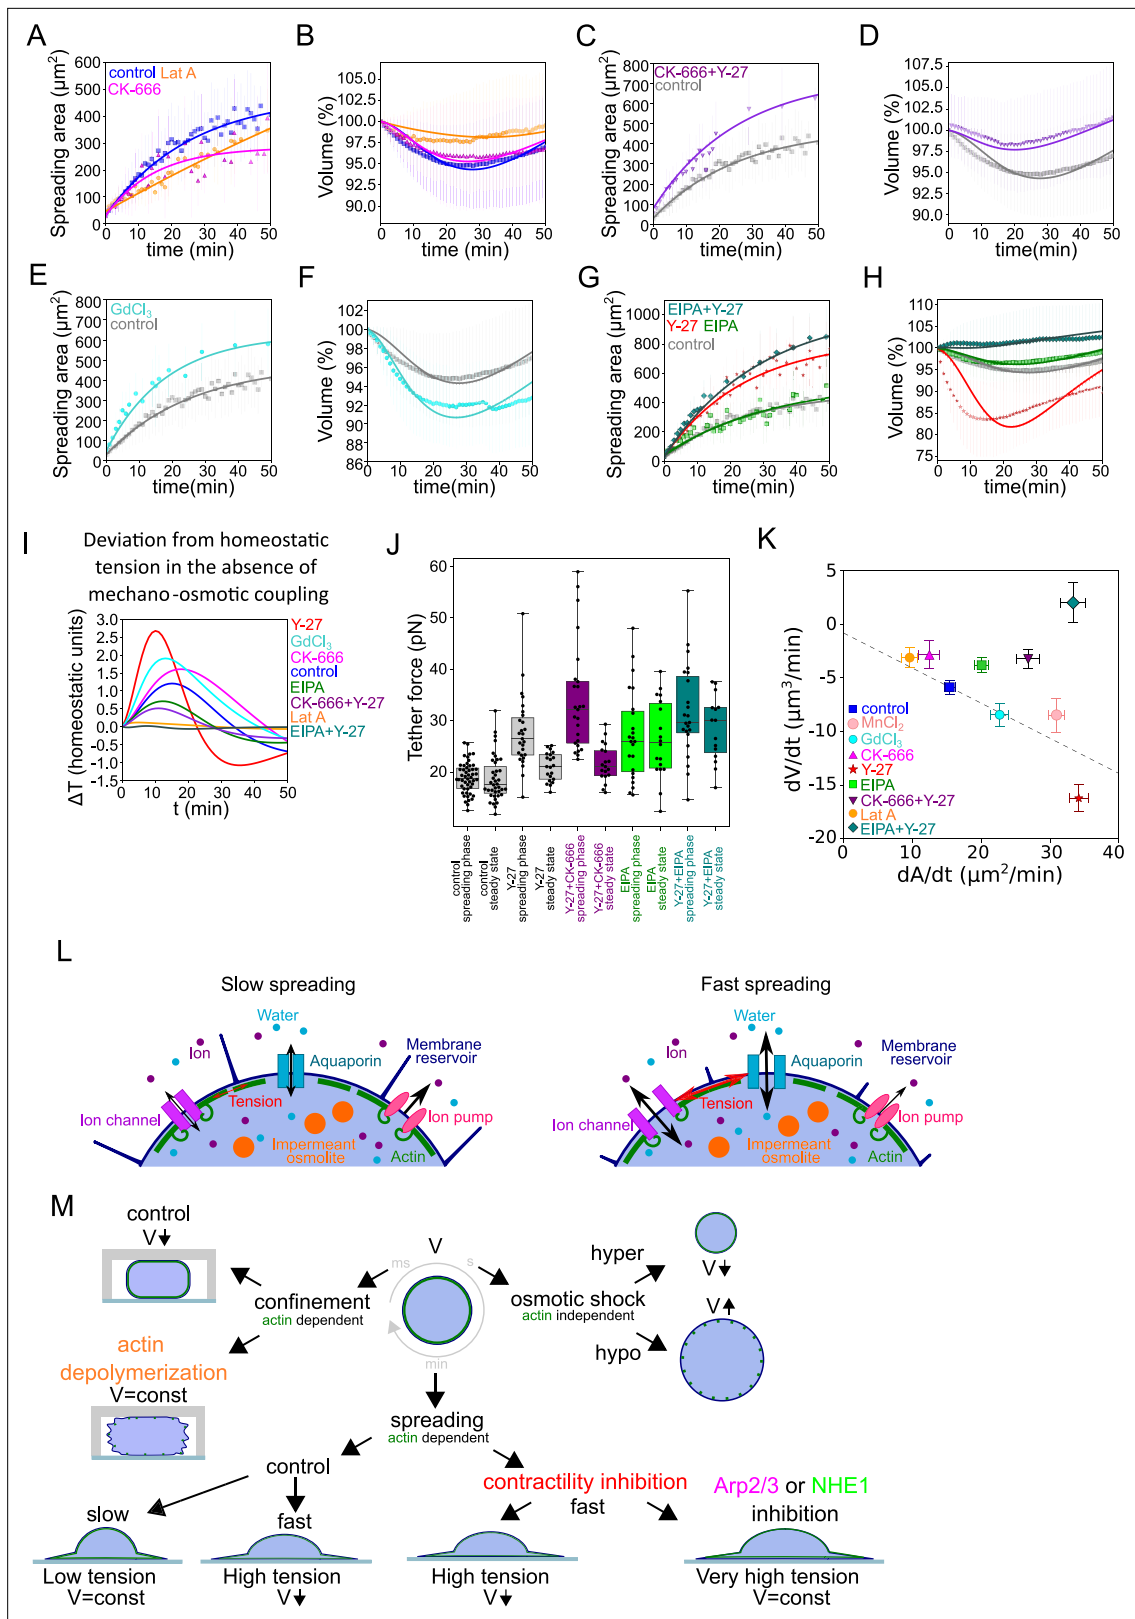 A
Spreading area (µm²)
600
500
400
300
200
100
0
control Lat A
CK-666
0 10 20 30 40 50
time (min)
B
Volume (%)
105.0
102.5
100.0
97.5
95.0
92.5
90.0
0 10 20 30 40 50
time (min)
C
Spreading area (µm²)
800
700
600
500
400
300
200
100
0
CK-666+Y-27
control
0 10 20 30 40 50
time(min)
D
Volume (%)
105.0
102.5
100.0
97.5
95.0
92.5
90.0
0 10 20 30 40 50
time(min)
E
Spreading area (µm²)
800
700
600
500
400
300
200
100
0
GdCl₃
control
0 10 20 30 40 50
time(min)
F
Volume (%)
102
100
98
96
94
92
90
88
86
0 10 20 30 40 50
time(min)
G
Spreading area (µm²)
1000
800
600
400
200
0
EIPA+Y-27
Y-27 EIPA
control
0 10 20 30 40 50
time(min)
H
Volume (%)
110
105
100
95
90
85
80
75
0 10 20 30 40 50
time(min)
I
Deviation from homeostatic
tension in the absence of
mechano-osmotic coupling
ΔT (homeostatic units)
3.0
2.5
2.0
1.5
1.0
0.5
0.0
-0.5
-1.0
-1.5
0 10 20 30 40 50
t (min)
Y-27
GdCl₃
CK-666
control
EIPA
CK-666+Y-27
Lat A
EIPA+Y-27
J
Tether force (pN)
60
50
40
30
20
control
spreading phase
control
steady state
Y-27
spreading phase
Y-27
steady state
Y-27+CK-666
spreading phase
Y-27+CK-666
steady state
EIPA
spreading phase
EIPA
steady state
Y-27+EIPA
spreading phase
Y-27+EIPA
steady state
K
dV/dt (µm³/min)
5
0
-5
-10
-15
-20
control
MnCl₂
GdCl₃
CK-666
Y-27
EIPA
CK-666+Y-27
Lat A
EIPA+Y-27
0 10 20 30 40
dA/dt (µm²/min)
L
Slow spreading
Water
Ion
Membrane
reservoir
Aquaporin
Tension
Ion channel
Ion pump
Impermeant
osmolite
Actin
Fast spreading
Water
Ion
Membrane
reservoir
Aquaporin
Tension
Ion channel
Ion pump
Impermeant
osmolite
Actin
M
control
V
V
ms
s
min
confinement
actin dependent
osmotic shock
actin independent
hyper
V
V
hypo
actin
depolymerization
V=const
spreading
actin dependent
control
contractility inhibition
fast
Arp2/3 or NHE1
inhibition
slow
fast
Low tension
V=const
High tension
V
High tension
V
Very high tension
V=const